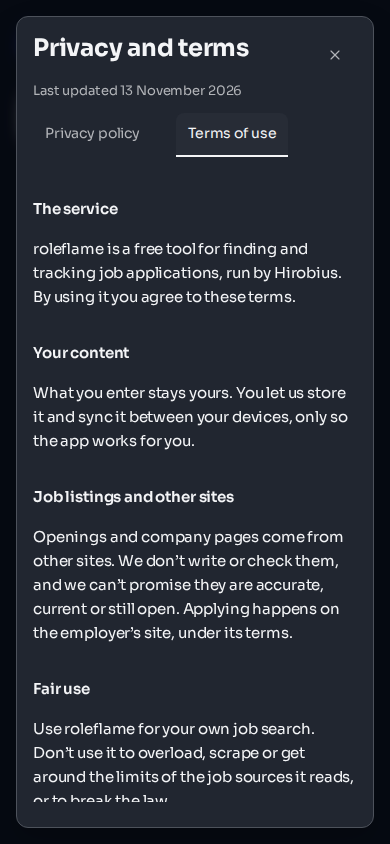 Privacy and terms
Last updated 13 November 2026
Privacy policy
Terms of use
The service
roleflame is a free tool for finding and
tracking job applications, run by Hirobius.
By using it you agree to these terms.
Your content
What you enter stays yours. You let us store
it and sync it between your devices, only so
the app works for you.
Job listings and other sites
Openings and company pages come from
other sites. We don’t write or check them,
and we can’t promise they are accurate,
current or still open. Applying happens on
the employer’s site, under its terms.
Fair use
Use roleflame for your own job search.
Don’t use it to overload, scrape or get
around the limits of the job sources it reads,
or to break the law.